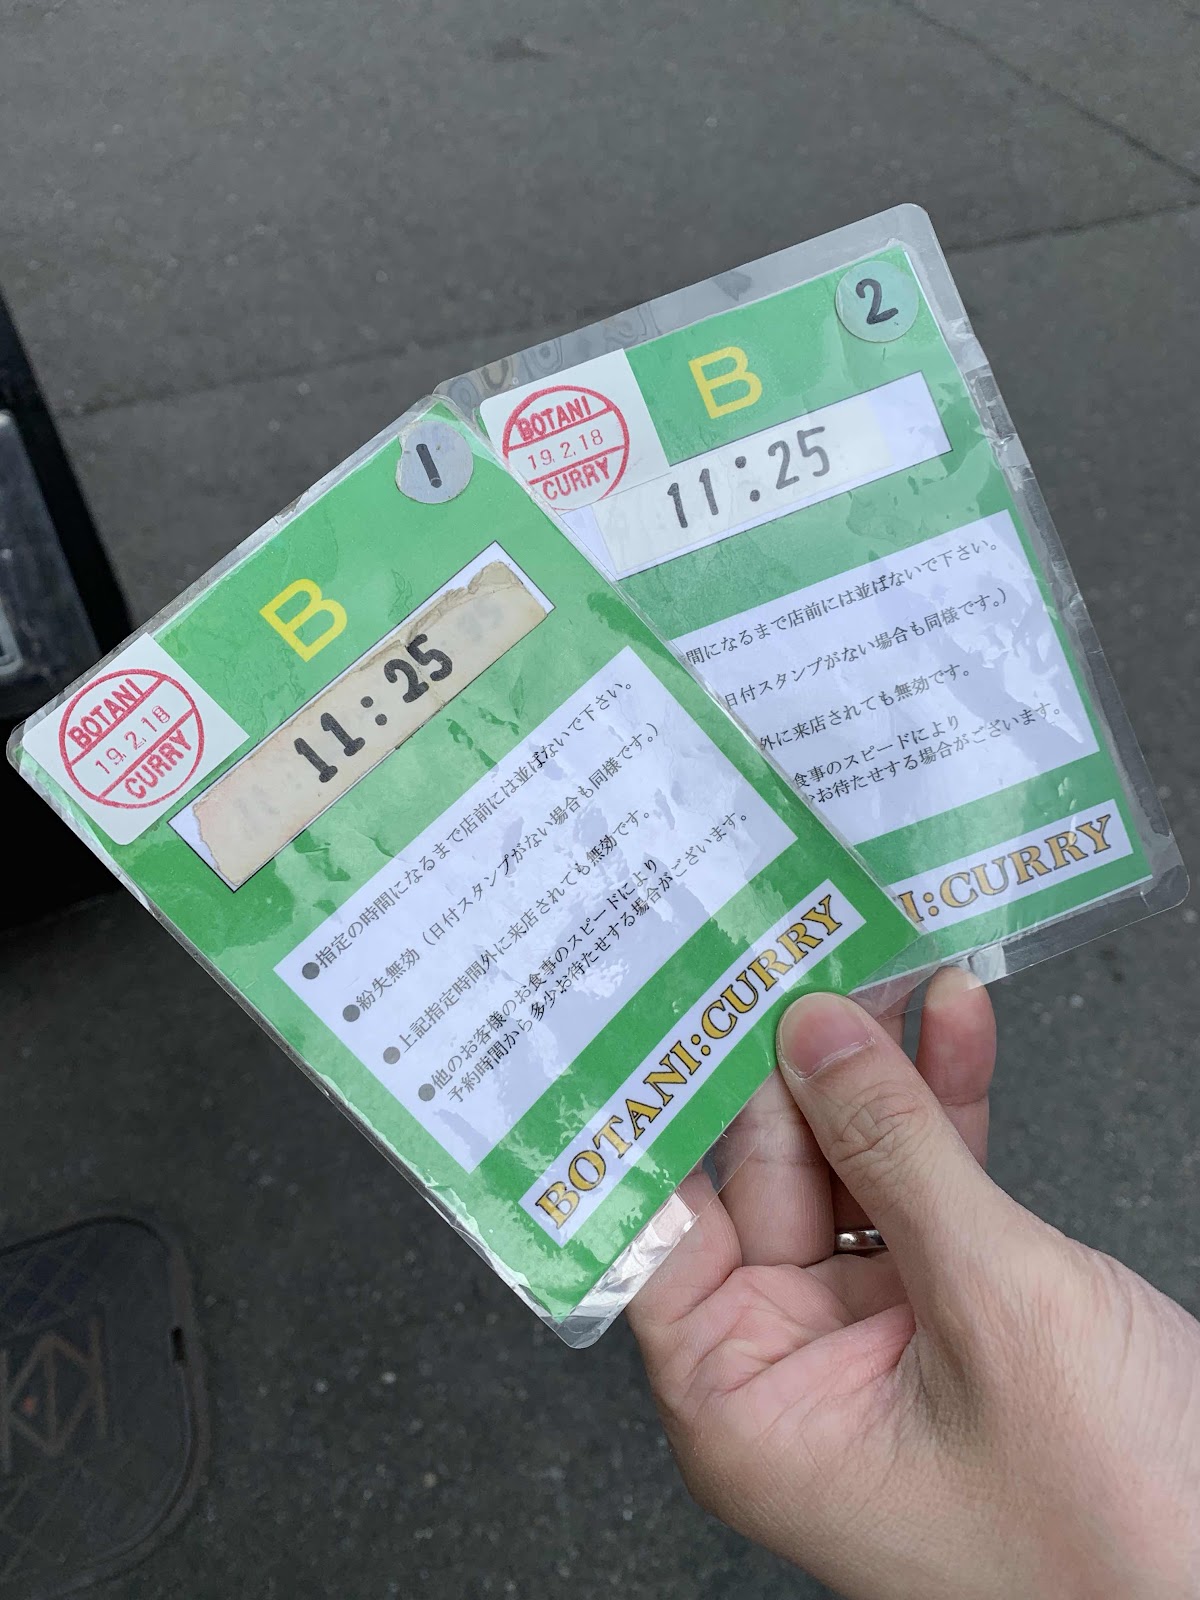 1
B
BOTANI
19.2.18
CURRY
11:25
●指定の時間になるまで店前には並ばないで下さい。
●紛失無効（日付スタンプがない場合も同様です。）
●上記指定時間外に来店されても無効です。
●他のお客様のお食事のスピードにより
予約時間から多少お待たせする場合がございます。
BOTANI:CURRY
2
B
BOTANI
19.2.18
CURRY
11:25
間になるまで店前には並ばないで下さい。
日付スタンプがない場合も同様です。）
外に来店されても無効です。
食事のスピードにより
お待たせする場合がございます。
I:CURRY